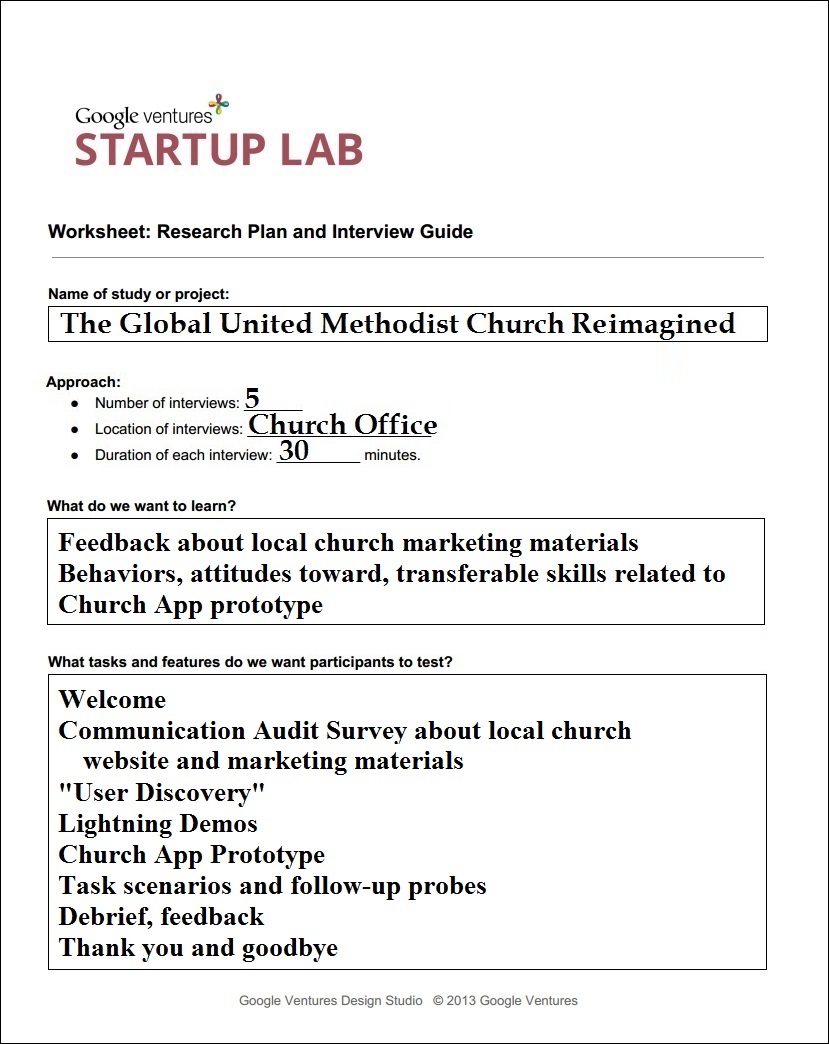 Google ventures
STARTUP LAB
Worksheet: Research Plan and Interview Guide
Name of study or project:
The Global United Methodist Church Reimagined
Approach:
● Number of interviews: 5
● Location of interviews: Church Office
● Duration of each interview: 30 minutes.
What do we want to learn?
Feedback about local church marketing materials
Behaviors, attitudes toward, transferable skills related to
Church App prototype
What tasks and features do we want participants to test?
Welcome
Communication Audit Survey about local church
website and marketing materials
"User Discovery"
Lightning Demos
Church App Prototype
Task scenarios and follow-up probes
Debrief, feedback
Thank you and goodbye
Google Ventures Design Studio © 2013 Google Ventures